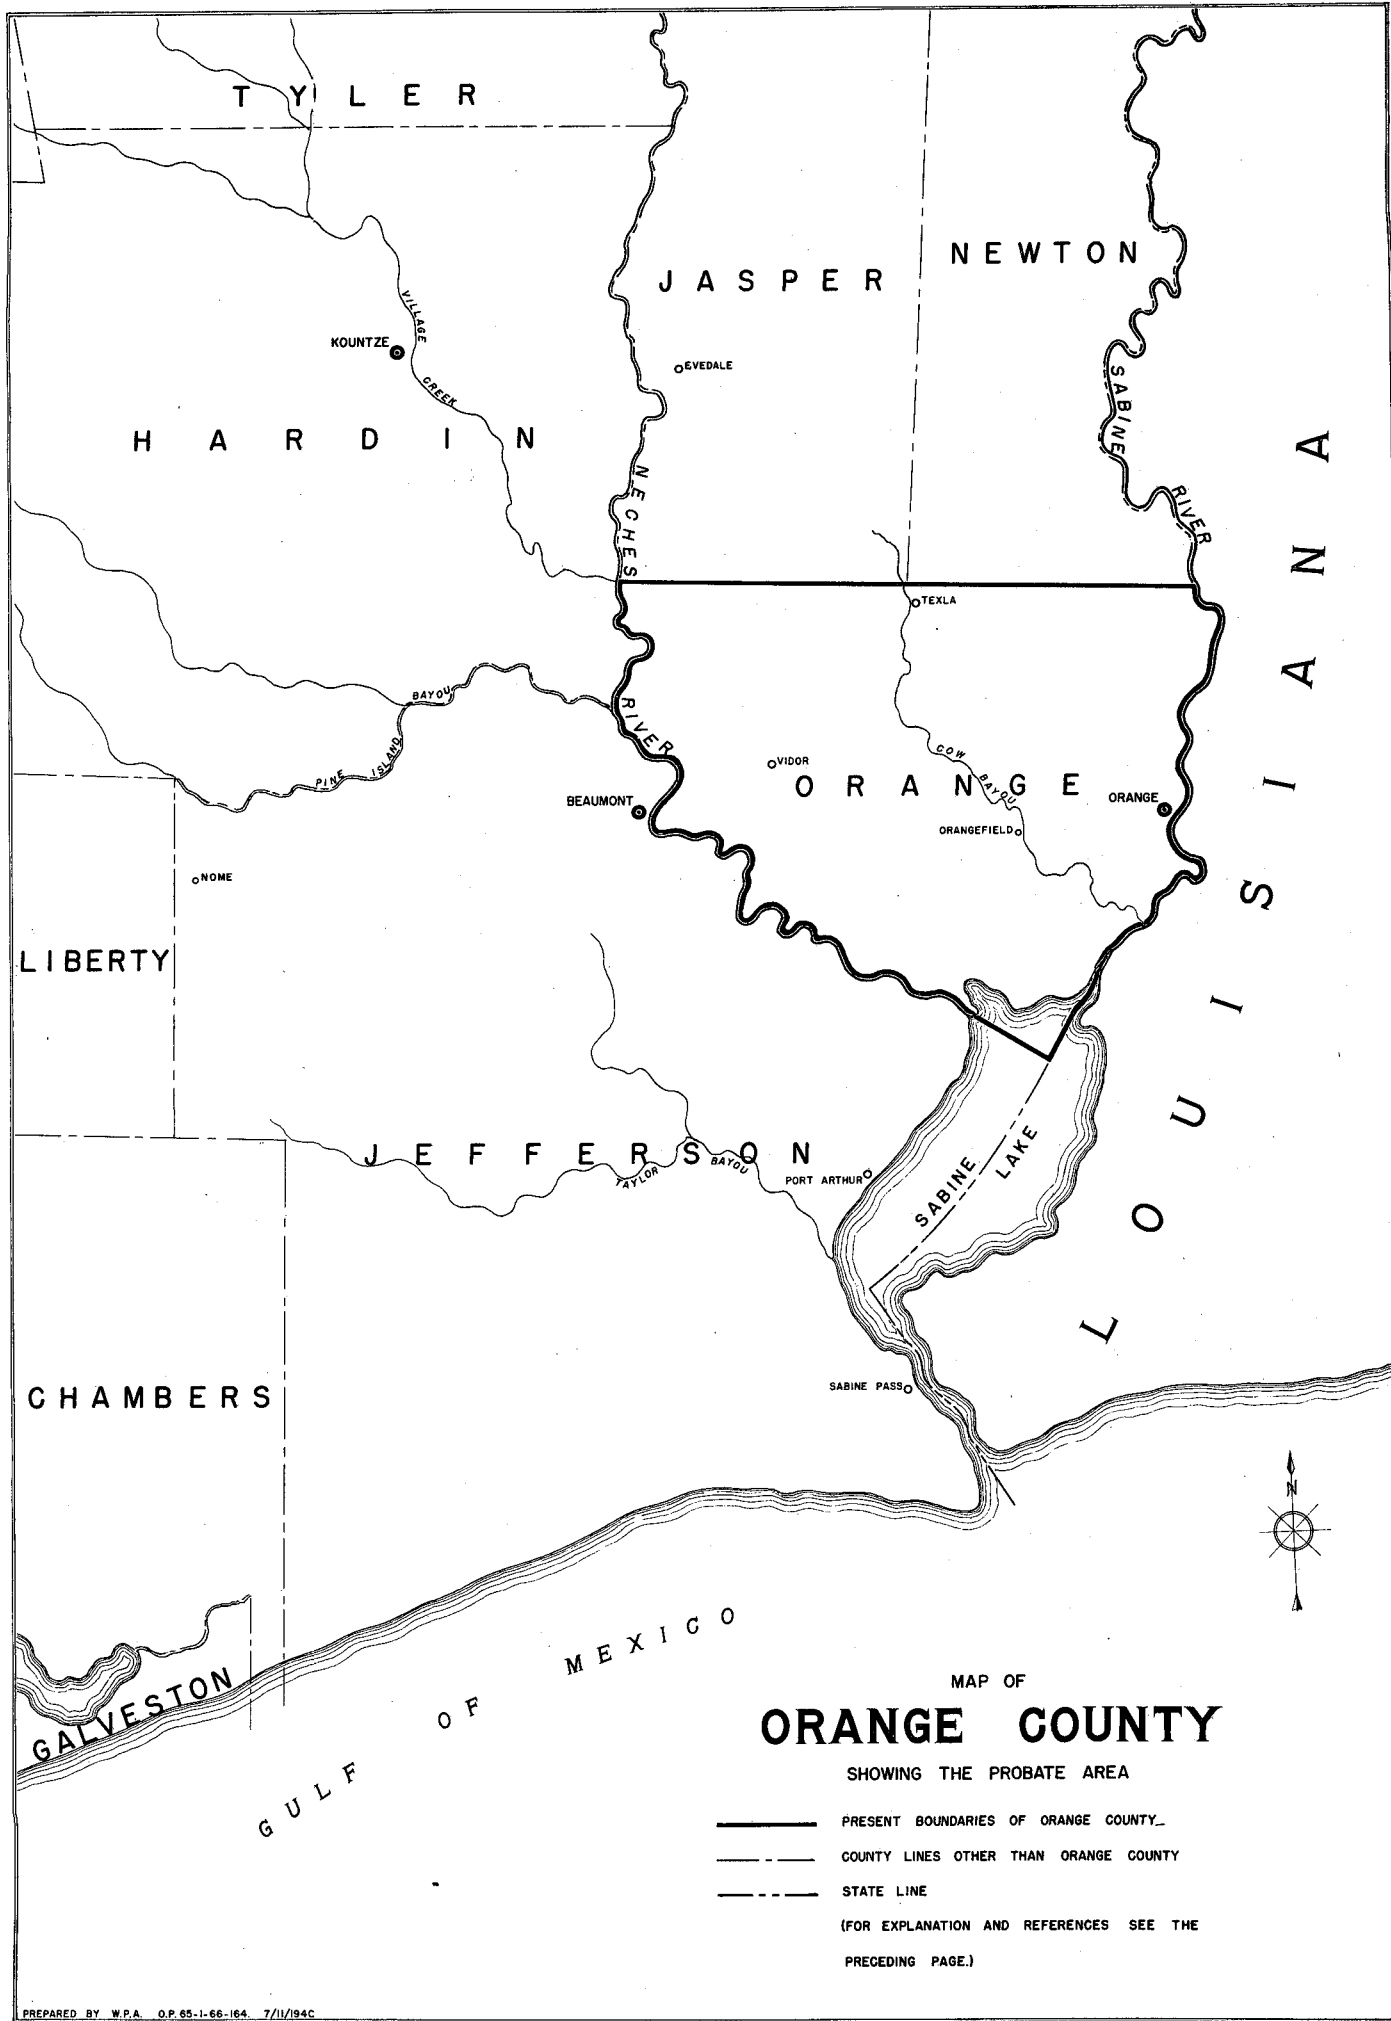 TYLER
NEWTON
JASPER
VILLAGE
KOUNTZE
EVEDALE
CREEK
SABINE
HARDIN
NECHES
RIVER
LOUISIANA
TEXLA
BAYOU
RIVER
PINE ISLAND
COW
VIDOR
ORANGE
BAYOU
BEAUMONT
ORANGE
ORANGEFIELD
NOME
LIBERTY
JEFFERSON
TAYLOR
BAYOU
PORT ARTHUR
SABINE
LAKE
SABINE PASS
CHAMBERS
GALVESTON
GULF OF MEXICO
N
MAP OF
ORANGE COUNTY
SHOWING THE PROBATE AREA
PRESENT BOUNDARIES OF ORANGE COUNTY_
COUNTY LINES OTHER THAN ORANGE COUNTY
STATE LINE
(FOR EXPLANATION AND REFERENCES SEE THE
PRECEDING PAGE.)
PREPARED BY W.P.A. O.P. 65-1-66-164. 7/11/194C